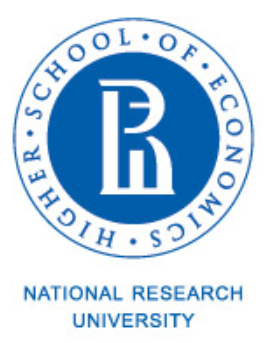 HIGHER · SCHOOL · OF · ECONOMICS ·
NATIONAL RESEARCH
UNIVERSITY